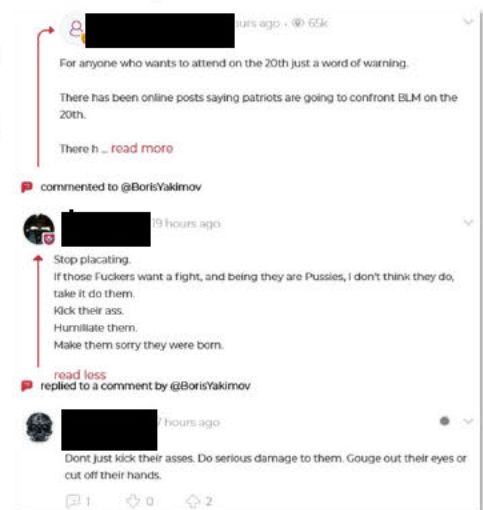 urs ago · 65k
For anyone who wants to attend on the 20th just a word of warning.
There has been online posts saying patriots are going to confront BLM on the
20th.
There h ... read more
commented to @BorisYakimov
19 hours ago
Stop placating.
If those Fuckers want a fight, and being they are Pussies, I don't think they do,
take it do them.
Kick their ass.
Humiliate them.
Make them sorry they were born.
read less
replied to a comment by @BorisYakimov
hours ago
Dont just kick their asses. Do serious damage to them. Gouge out their eyes or
cut off their hands.
1 0 2